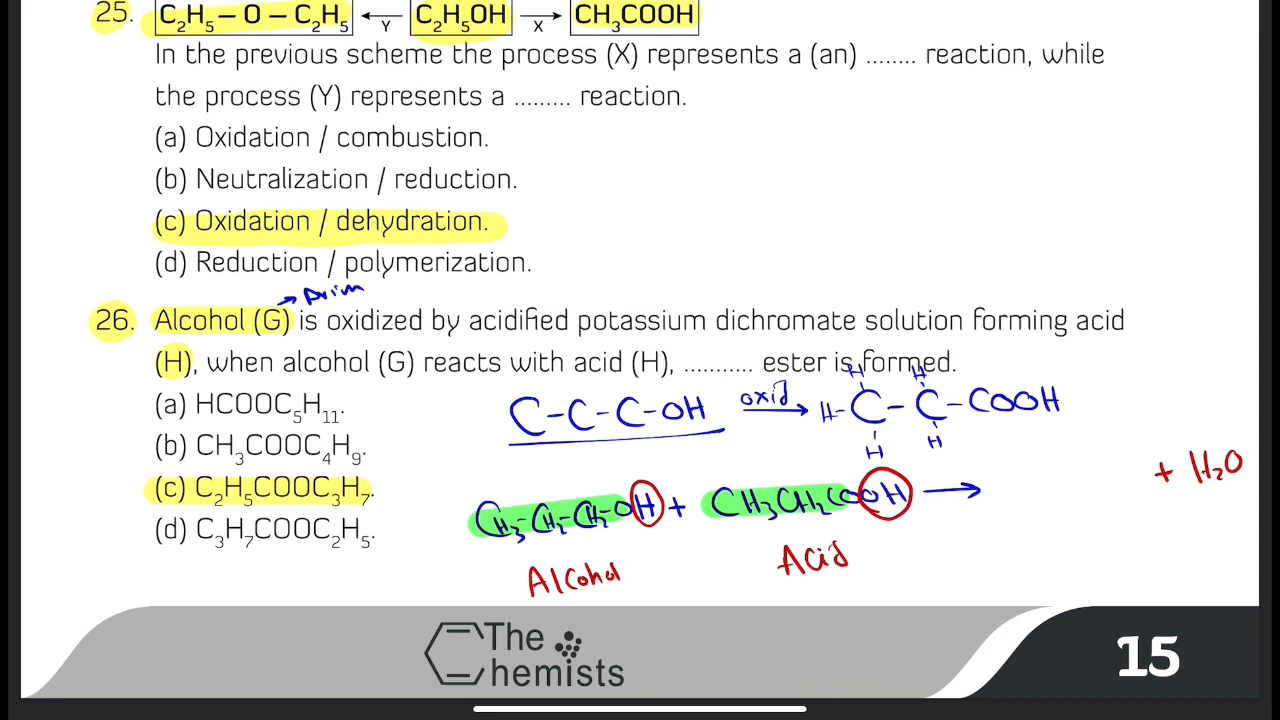 25. C₂H₅ – O – C₂H₅ ← Y C₂H₅OH → X CH₃COOH
In the previous scheme the process (X) represents a (an) ........ reaction, while
the process (Y) represents a ......... reaction.
(a) Oxidation / combustion.
(b) Neutralization / reduction.
(c) Oxidation / dehydration.
(d) Reduction / polymerization.
→ Prim
26. Alcohol (G) is oxidized by acidified potassium dichromate solution forming acid
(H), when alcohol (G) reacts with acid (H), ........... ester is formed.
(a) HCOOC₅H₁₁.
(b) CH₃COOC₄H₉.
(c) C₂H₅COOC₃H₇.
(d) C₃H₇COOC₂H₅.
C-C-C-OH oxid → H-C-C-COOH
H H
H H
CH₃-CH₂-CH₂-OH + CH₃CH₂COOH → + H₂O
Alcohol Acid
The Chemists
15